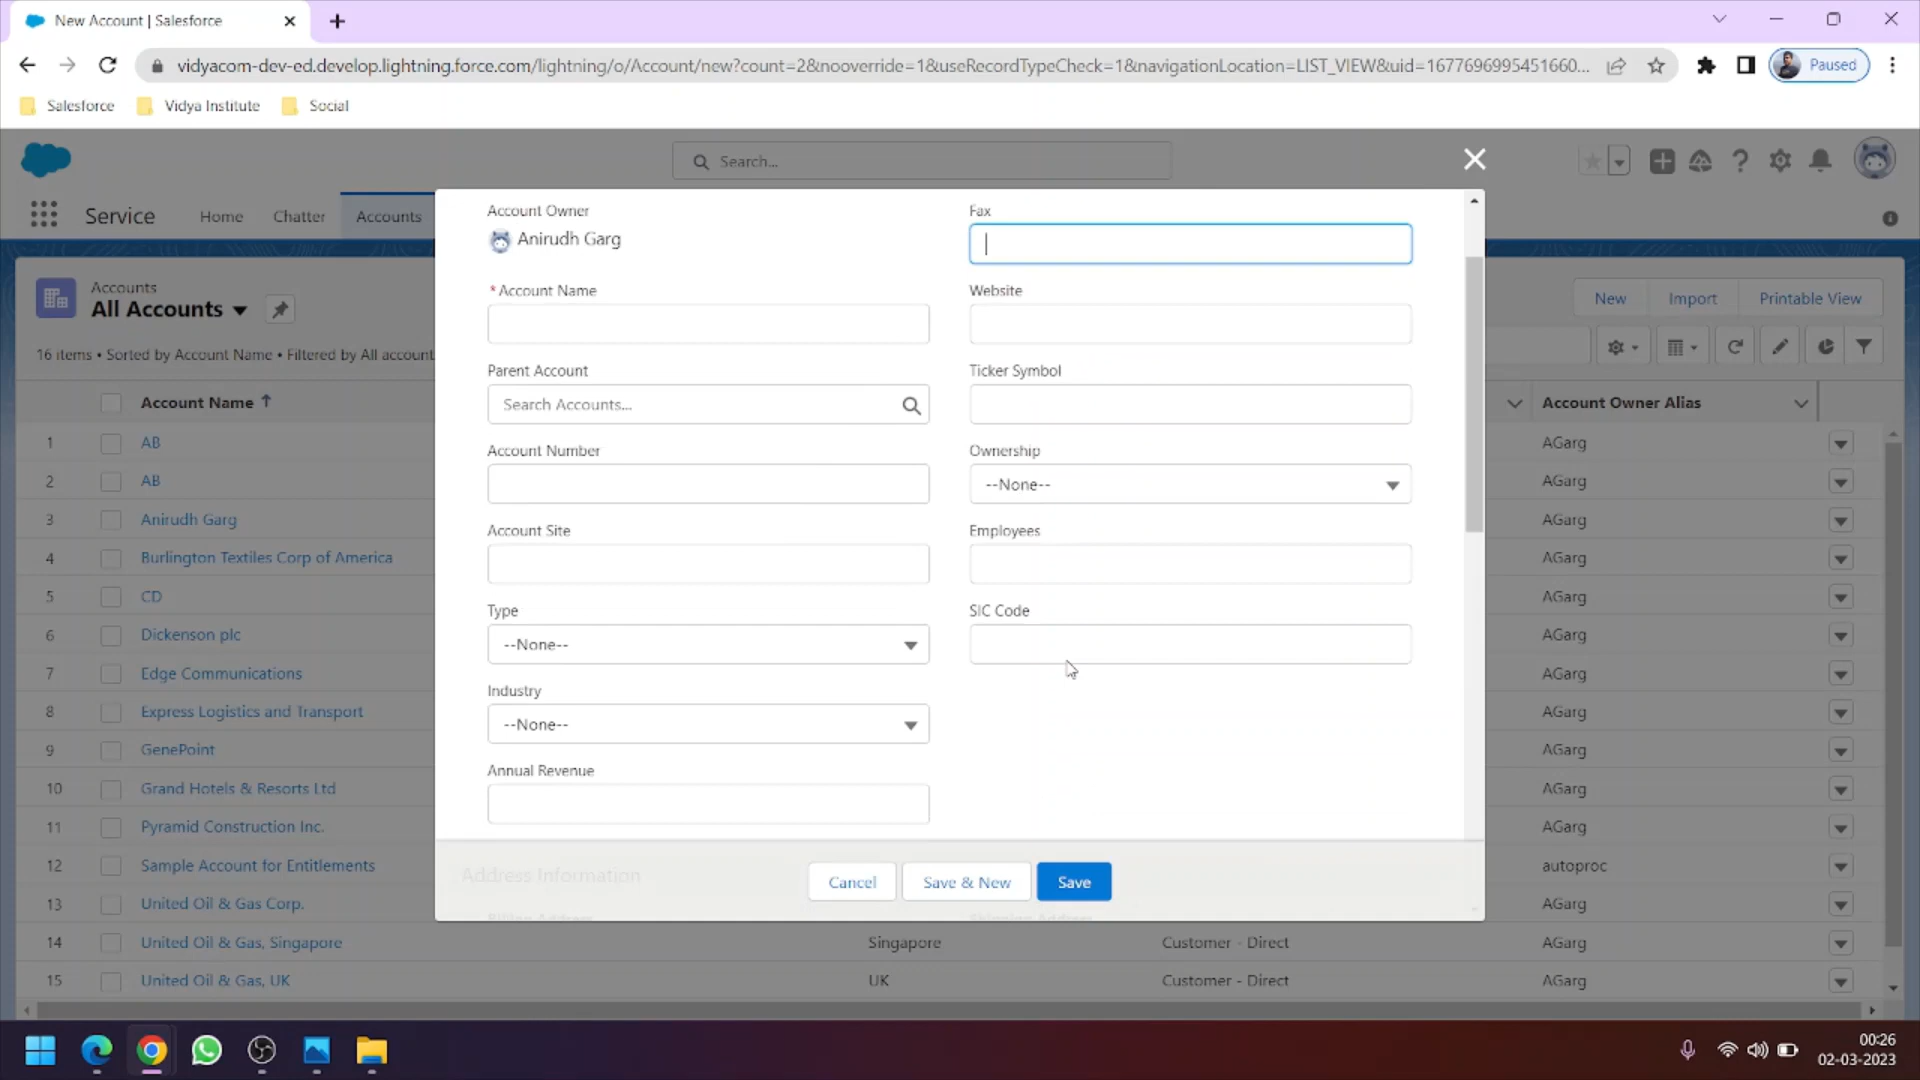 New Account | Salesforce
vidyacom-dev-ed.develop.lightning.force.com/lightning/o/Account/new?count=2&nooverride=1&useRecordTypeCheck=1&navigationLocation=LIST_VIEW&uid=1677696995451660...
Paused
Salesforce
Vidya Institute
Social
Search...
Service
Home
Chatter
Accounts
Accounts
All Accounts
New
Import
Printable View
16 items • Sorted by Account Name • Filtered by All account
Account Name
Account Owner Alias
1 AB AGarg
2 AB AGarg
3 Anirudh Garg AGarg
4 Burlington Textiles Corp of America AGarg
5 CD AGarg
6 Dickenson plc AGarg
7 Edge Communications AGarg
8 Express Logistics and Transport AGarg
9 GenePoint AGarg
10 Grand Hotels & Resorts Ltd AGarg
11 Pyramid Construction Inc. AGarg
12 Sample Account for Entitlements autoproc
13 United Oil & Gas Corp. AGarg
14 United Oil & Gas, Singapore Singapore Customer - Direct AGarg
15 United Oil & Gas, UK UK Customer - Direct AGarg
Account Owner
Anirudh Garg
Fax
*Account Name
Website
Parent Account
Search Accounts...
Ticker Symbol
Account Number
Ownership
--None--
Account Site
Employees
Type
--None--
SIC Code
Industry
--None--
Annual Revenue
Address Information
Billing Address
Shipping Address
Cancel
Save & New
Save
00:26
02-03-2023